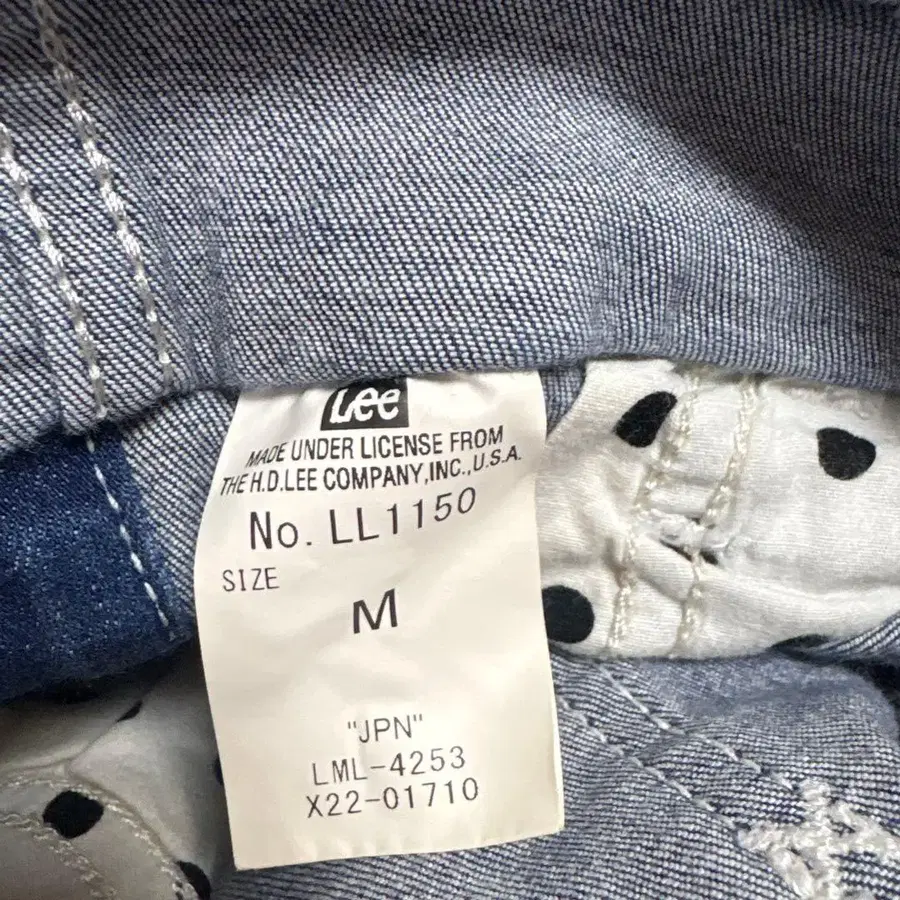 Lee
MADE UNDER LICENSE FROM
THE H.D.LEE COMPANY,INC.,U.S.A.
No. LL1150
SIZE
M
"JPN"
LML-4253
X22-01710